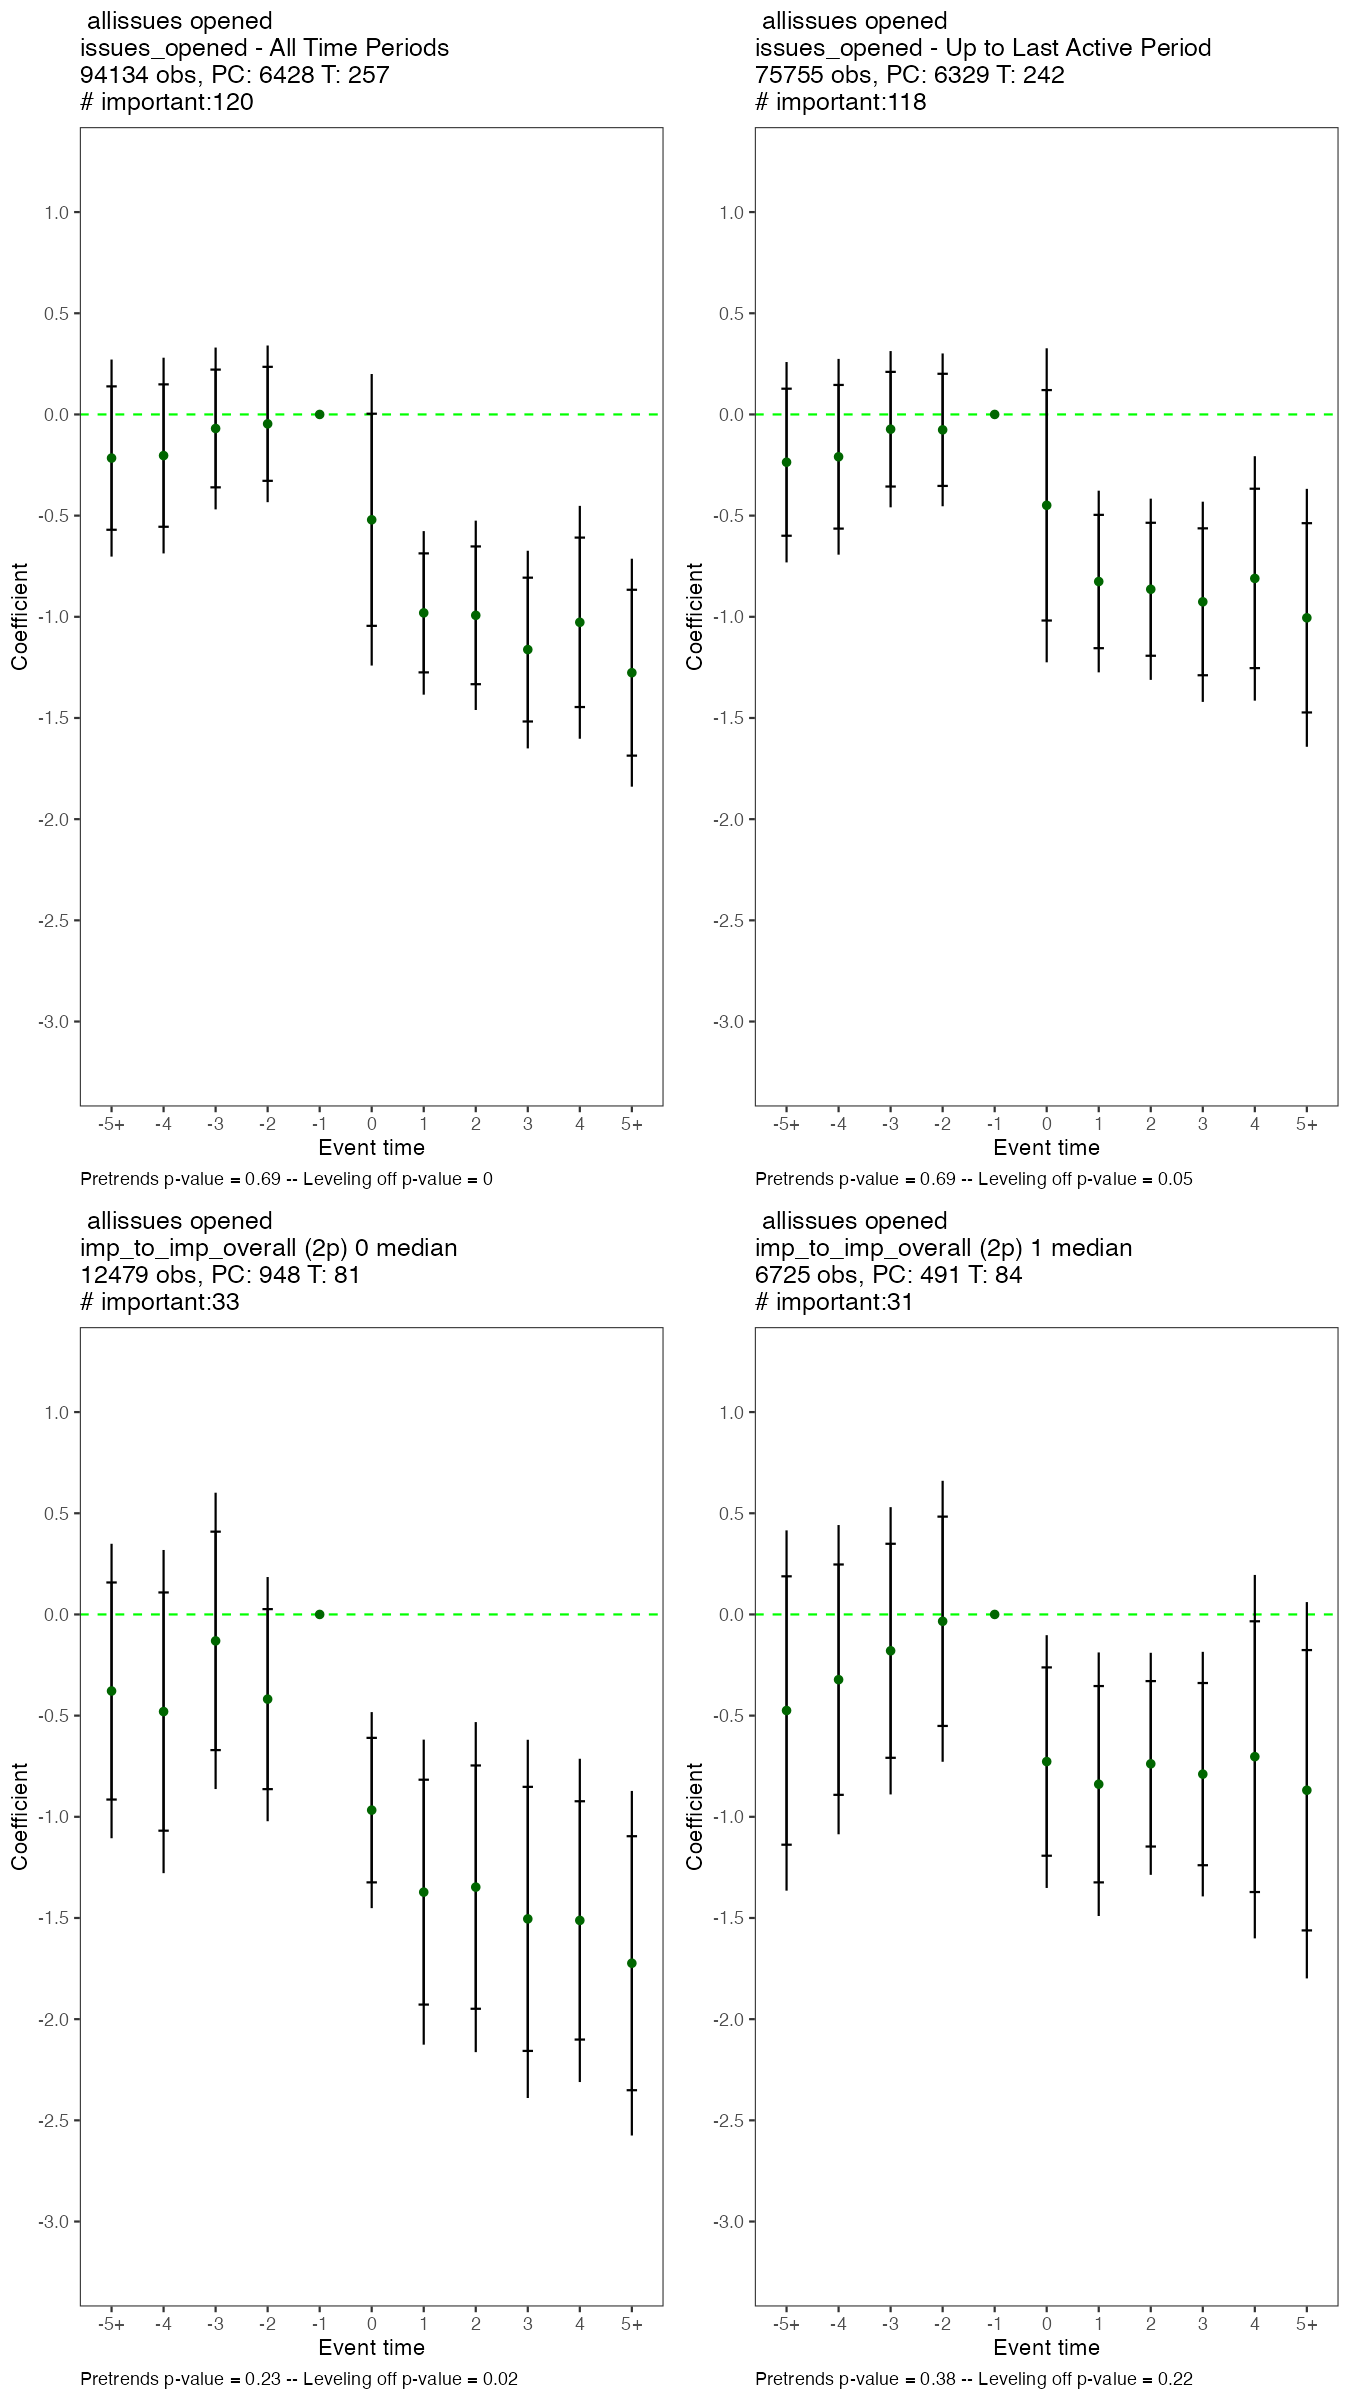 allissues opened
issues_opened - All Time Periods
94134 obs, PC: 6428 T: 257
# important:120
1.0
0.5
0.0
-0.5
-1.0
-1.5
-2.0
-2.5
-3.0
Coefficient
-5+ -4 -3 -2 -1 0 1 2 3 4 5+
Event time
Pretrends p-value = 0.69 -- Leveling off p-value = 0
allissues opened
issues_opened - Up to Last Active Period
75755 obs, PC: 6329 T: 242
# important:118
1.0
0.5
0.0
-0.5
-1.0
-1.5
-2.0
-2.5
-3.0
Coefficient
-5+ -4 -3 -2 -1 0 1 2 3 4 5+
Event time
Pretrends p-value = 0.69 -- Leveling off p-value = 0.05
allissues opened
imp_to_imp_overall (2p) 0 median
12479 obs, PC: 948 T: 81
# important:33
1.0
0.5
0.0
-0.5
-1.0
-1.5
-2.0
-2.5
-3.0
Coefficient
-5+ -4 -3 -2 -1 0 1 2 3 4 5+
Event time
Pretrends p-value = 0.23 -- Leveling off p-value = 0.02
allissues opened
imp_to_imp_overall (2p) 1 median
6725 obs, PC: 491 T: 84
# important:31
1.0
0.5
0.0
-0.5
-1.0
-1.5
-2.0
-2.5
-3.0
Coefficient
-5+ -4 -3 -2 -1 0 1 2 3 4 5+
Event time
Pretrends p-value = 0.38 -- Leveling off p-value = 0.22